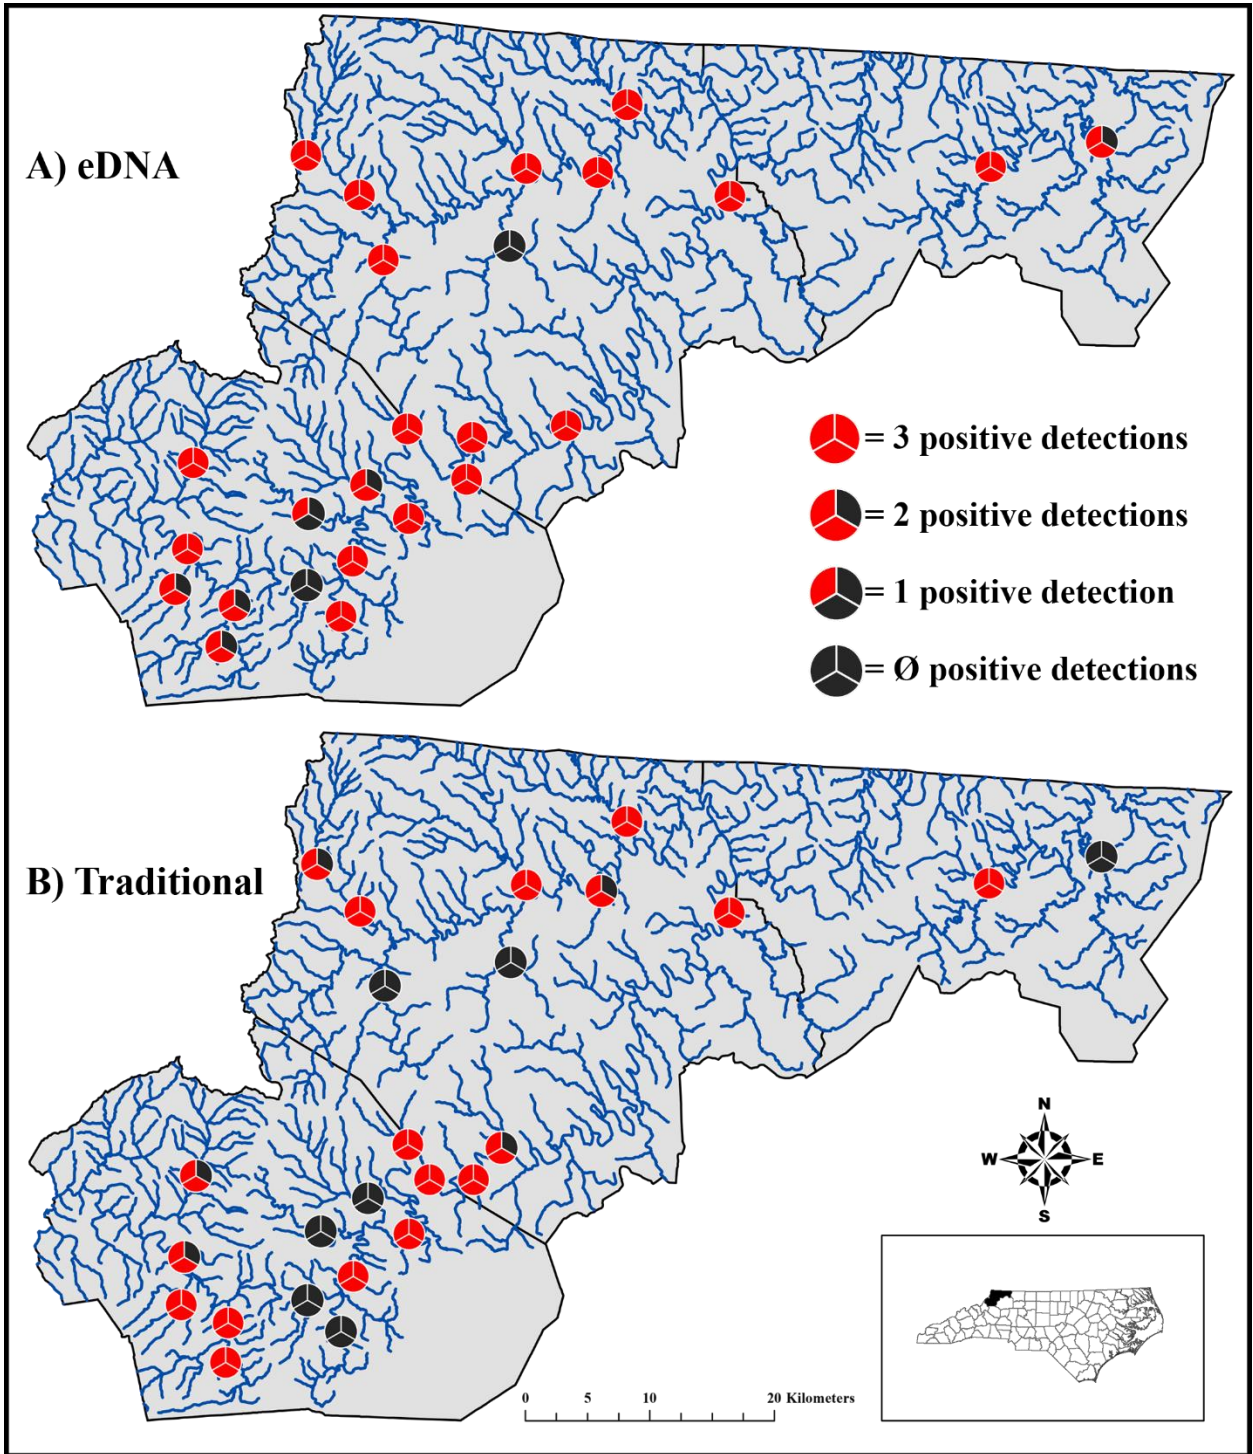 A) eDNA
= 3 positive detections
= 2 positive detections
= 1 positive detection
= Ø positive detections
B) Traditional
N
W
E
S
0 5 10 20 Kilometers